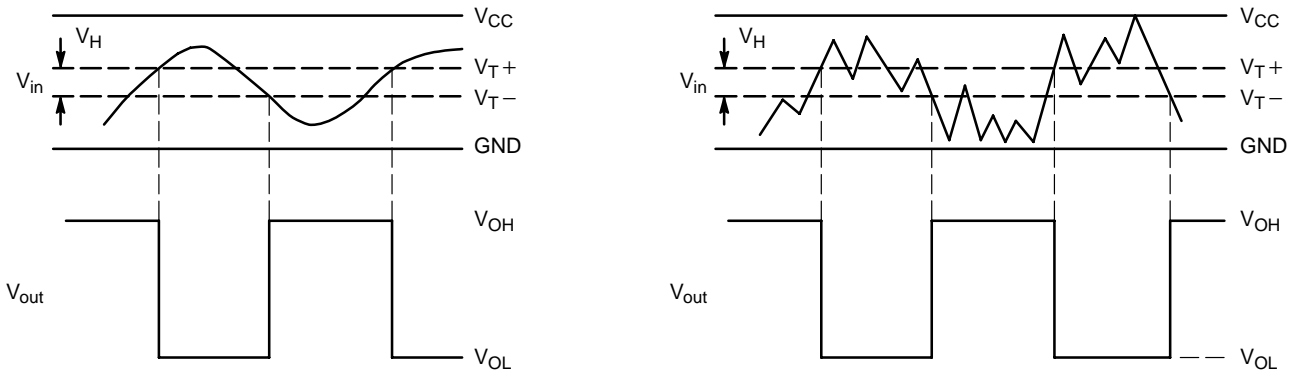 VCC
VH
VT+
Vin
VT−
GND
VOH
Vout
VOL
VCC
VH
VT+
Vin
VT−
GND
VOH
Vout
VOL